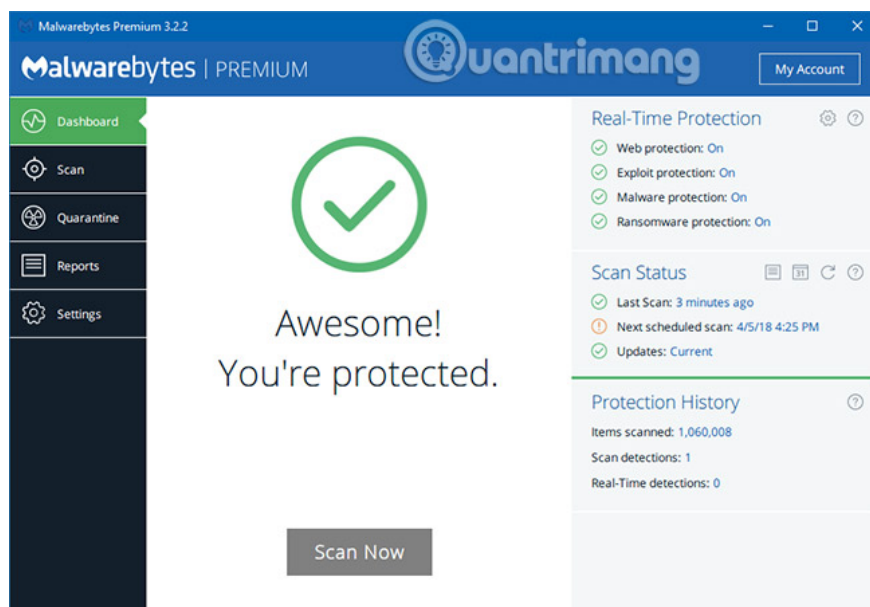 Malwarebytes Premium 3.2.2
Malwarebytes | PREMIUM
Quantrimang
My Account
Dashboard
Scan
Quarantine
Reports
Settings
Awesome!
You're protected.
Scan Now
Real-Time Protection
Web protection: On
Exploit protection: On
Malware protection: On
Ransomware protection: On
Scan Status
31
Last Scan: 3 minutes ago
Next scheduled scan: 4/5/18 4:25 PM
Updates: Current
Protection History
Items scanned: 1,060,008
Scan detections: 1
Real-Time detections: 0